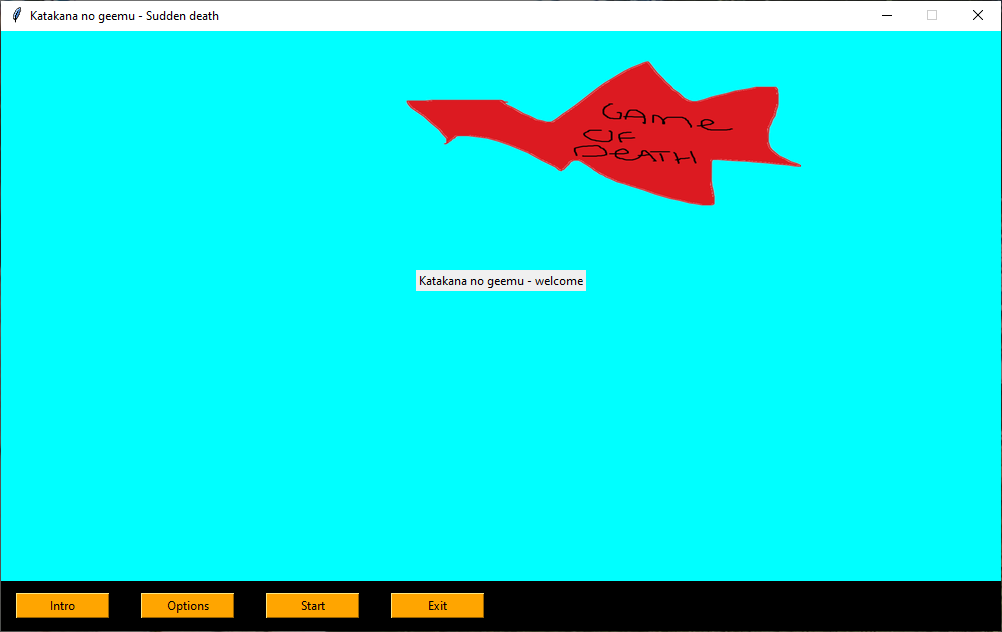 Katakana no geemu - Sudden death
GAme
OF
DeATH
Katakana no geemu - welcome
Intro
Options
Start
Exit